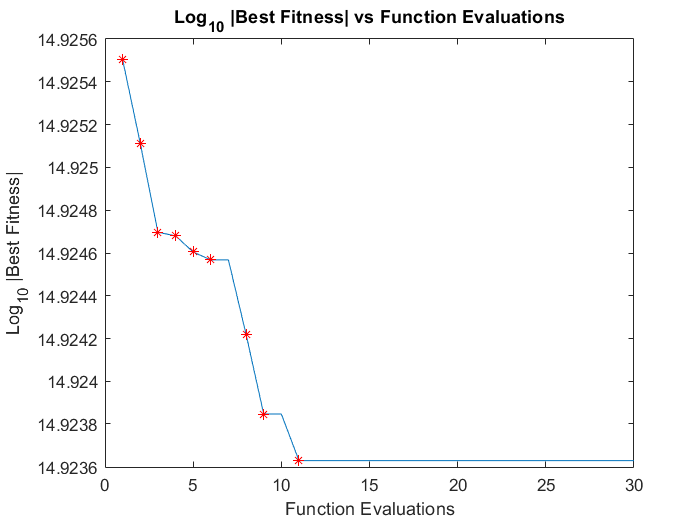 Log10 |Best Fitness| vs Function Evaluations
14.9256
14.9254
14.9252
14.925
14.9248
14.9246
14.9244
14.9242
14.924
14.9238
14.9236
Log10 |Best Fitness|
0 5 10 15 20 25 30
Function Evaluations